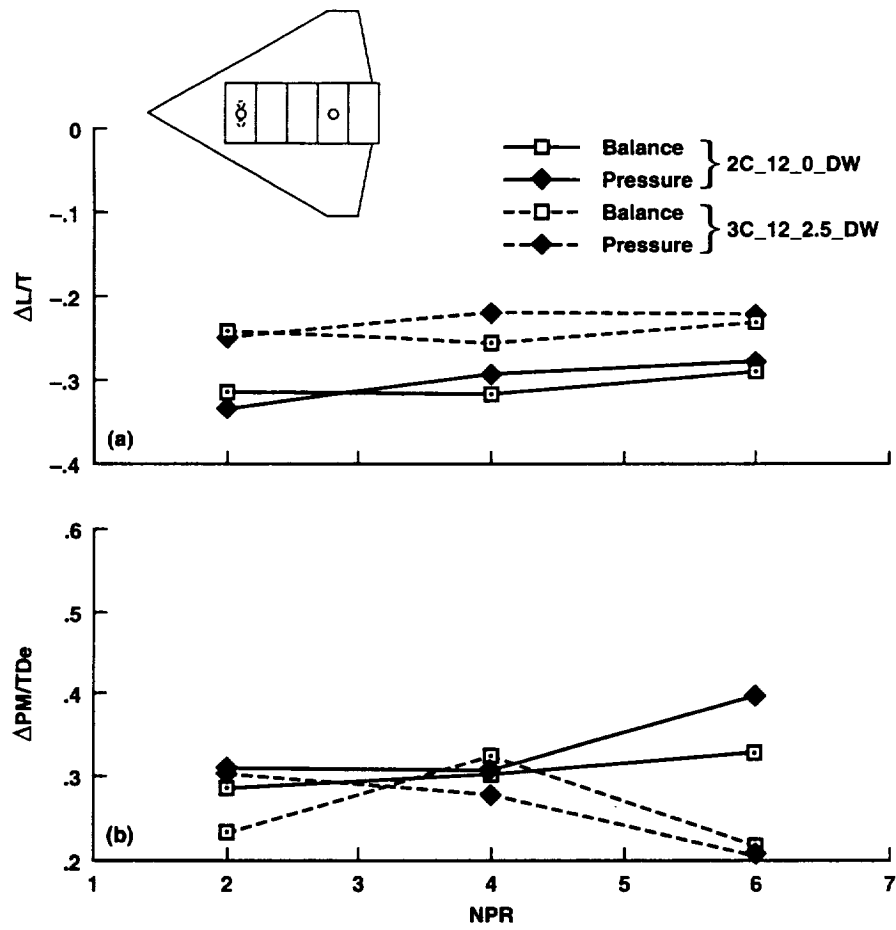 0
-.1
-.2
-.3
-.4
ΔL/T
(a)
Balance
Pressure
2C_12_0_DW
Balance
Pressure
3C_12_2.5_DW
.6
.5
.4
.3
.2
ΔPM/TDe
(b)
1 2 3 4 5 6 7
NPR